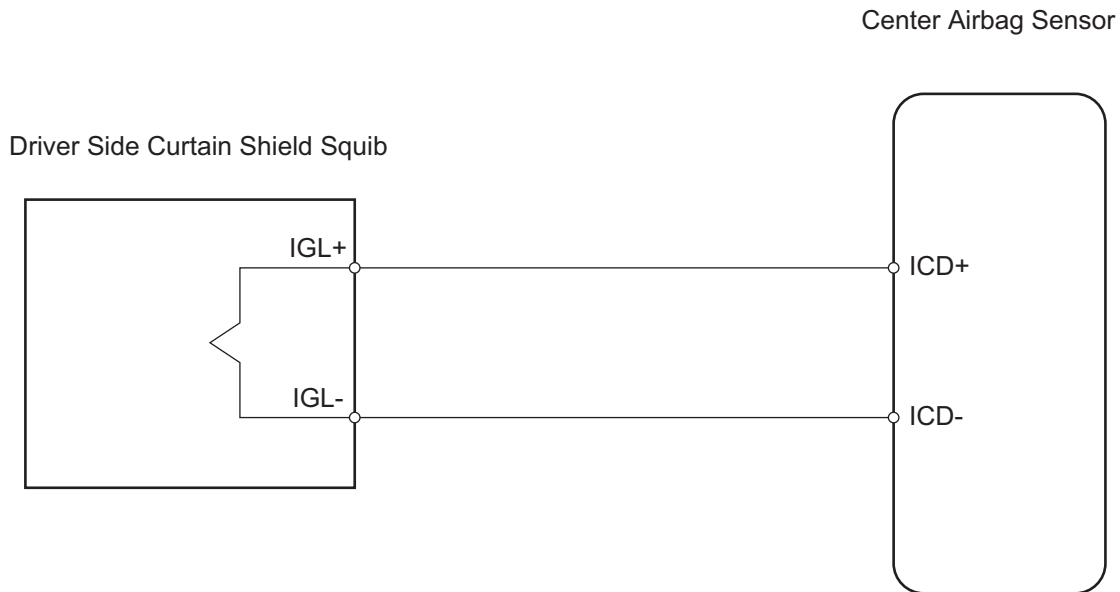 Center Airbag Sensor
Driver Side Curtain Shield Squib
IGL+
ICD+
IGL-
ICD-